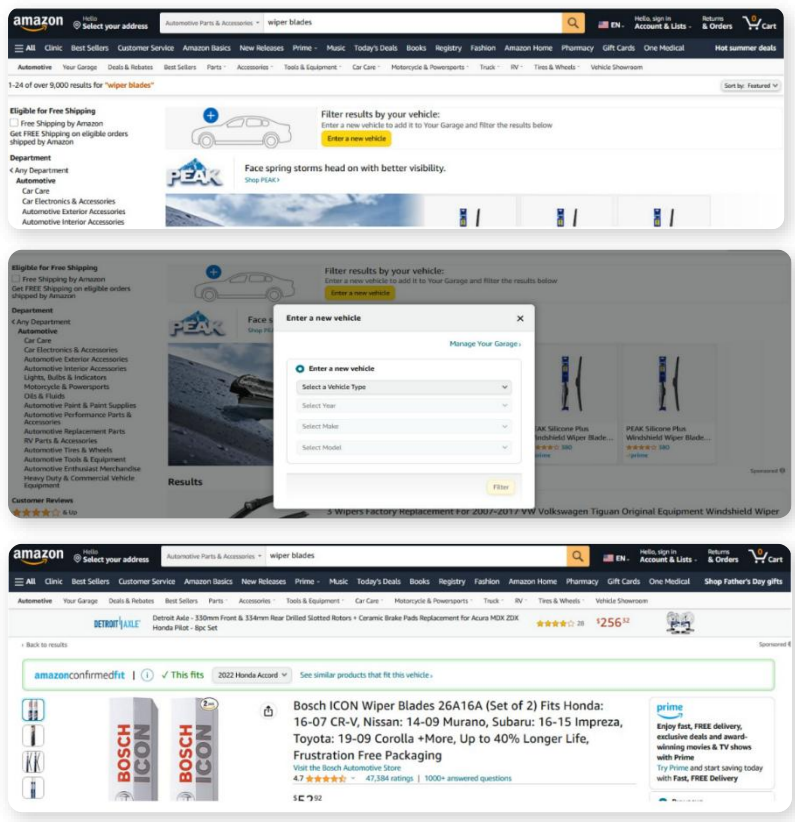 amazon
Hello
Select your address
Automotive Parts & Accessories
wiper blades
EN
Hello, sign in
Account & Lists
Returns
& Orders
0
Cart
All Clinic Best Sellers Customer Service Amazon Basics New Releases Prime Music Today's Deals Books Registry Fashion Amazon Home Pharmacy Gift Cards One Medical Hot summer deals
Automotive Your Garage Deals & Rebates Best Sellers Parts Accessories Tools & Equipment Car Care Motorcycle & Powersports Truck RV Tires & Wheels Vehicle Showroom
1-24 of over 9,000 results for "wiper blades"
Sort by: Featured
Eligible for Free Shipping
Free Shipping by Amazon
Get FREE Shipping on eligible orders
shipped by Amazon
Department
‹ Any Department
Automotive
Car Care
Car Electronics & Accessories
Automotive Exterior Accessories
Automotive Interior Accessories
Filter results by your vehicle:
Enter a new vehicle to add it to Your Garage and filter the results below
Enter a new vehicle
PEAK
Face spring storms head on with better visibility.
Shop PEAK ›
Eligible for Free Shipping
Free Shipping by Amazon
Get FREE Shipping on eligible orders
shipped by Amazon
Department
‹ Any Department
Automotive
Car Care
Car Electronics & Accessories
Automotive Exterior Accessories
Automotive Interior Accessories
Lights, Bulbs & Indicators
Motorcycle & Powersports
Oils & Fluids
Automotive Paint & Paint Supplies
Automotive Performance Parts &
Accessories
Automotive Replacement Parts
RV Parts & Accessories
Automotive Tires & Wheels
Automotive Tools & Equipment
Automotive Enthusiast Merchandise
Heavy Duty & Commercial Vehicle
Equipment
Customer Reviews
& Up
Filter results by your vehicle:
Enter a new vehicle to add it to Your Garage and filter the results below
Enter a new vehicle
PEAK
Face s
Shop PE
Enter a new vehicle
Manage Your Garage ›
Enter a new vehicle
Select a Vehicle Type
Select Year
Select Make
Select Model
Filter
EAK Silicone Plus
indshield Wiper Blade...
380
prime
PEAK Silicone Plus
Windshield Wiper Blade...
380
prime
Sponsored
Results
3 Wipers Factory Replacement For 2007-2017 VW Volkswagen Tiguan Original Equipment Windshield Wiper
amazon
Hello
Select your address
Automotive Parts & Accessories
wiper blades
EN
Hello, sign in
Account & Lists
Returns
& Orders
0
Cart
All Clinic Best Sellers Customer Service Amazon Basics New Releases Prime Music Today's Deals Books Registry Fashion Amazon Home Pharmacy Gift Cards One Medical Shop Father's Day gifts
Automotive Your Garage Deals & Rebates Best Sellers Parts Accessories Tools & Equipment Car Care Motorcycle & Powersports Truck RV Tires & Wheels Vehicle Showroom
DETROIT AXLE
Detroit Axle - 330mm Front & 334mm Rear Drilled Slotted Rotors + Ceramic Brake Pads Replacement for Acura MDX ZDX
Honda Pilot - 8pc Set
28
$256 32
‹ Back to results
Sponsored
amazonconfirmedfit | i ✓ This fits 2022 Honda Accord See similar products that fit this vehicle ›
BOSCH
ICON
BOSCH
ICON
Bosch ICON Wiper Blades 26A16A (Set of 2) Fits Honda:
16-07 CR-V, Nissan: 14-09 Murano, Subaru: 16-15 Impreza,
Toyota: 19-09 Corolla +More, Up to 40% Longer Life,
Frustration Free Packaging
Visit the Bosch Automotive Store
4.7 47,384 ratings | 1000+ answered questions
prime
Enjoy fast, FREE delivery,
exclusive deals and award-
winning movies & TV shows
with Prime
Try Prime and start saving today
with Fast, FREE Delivery